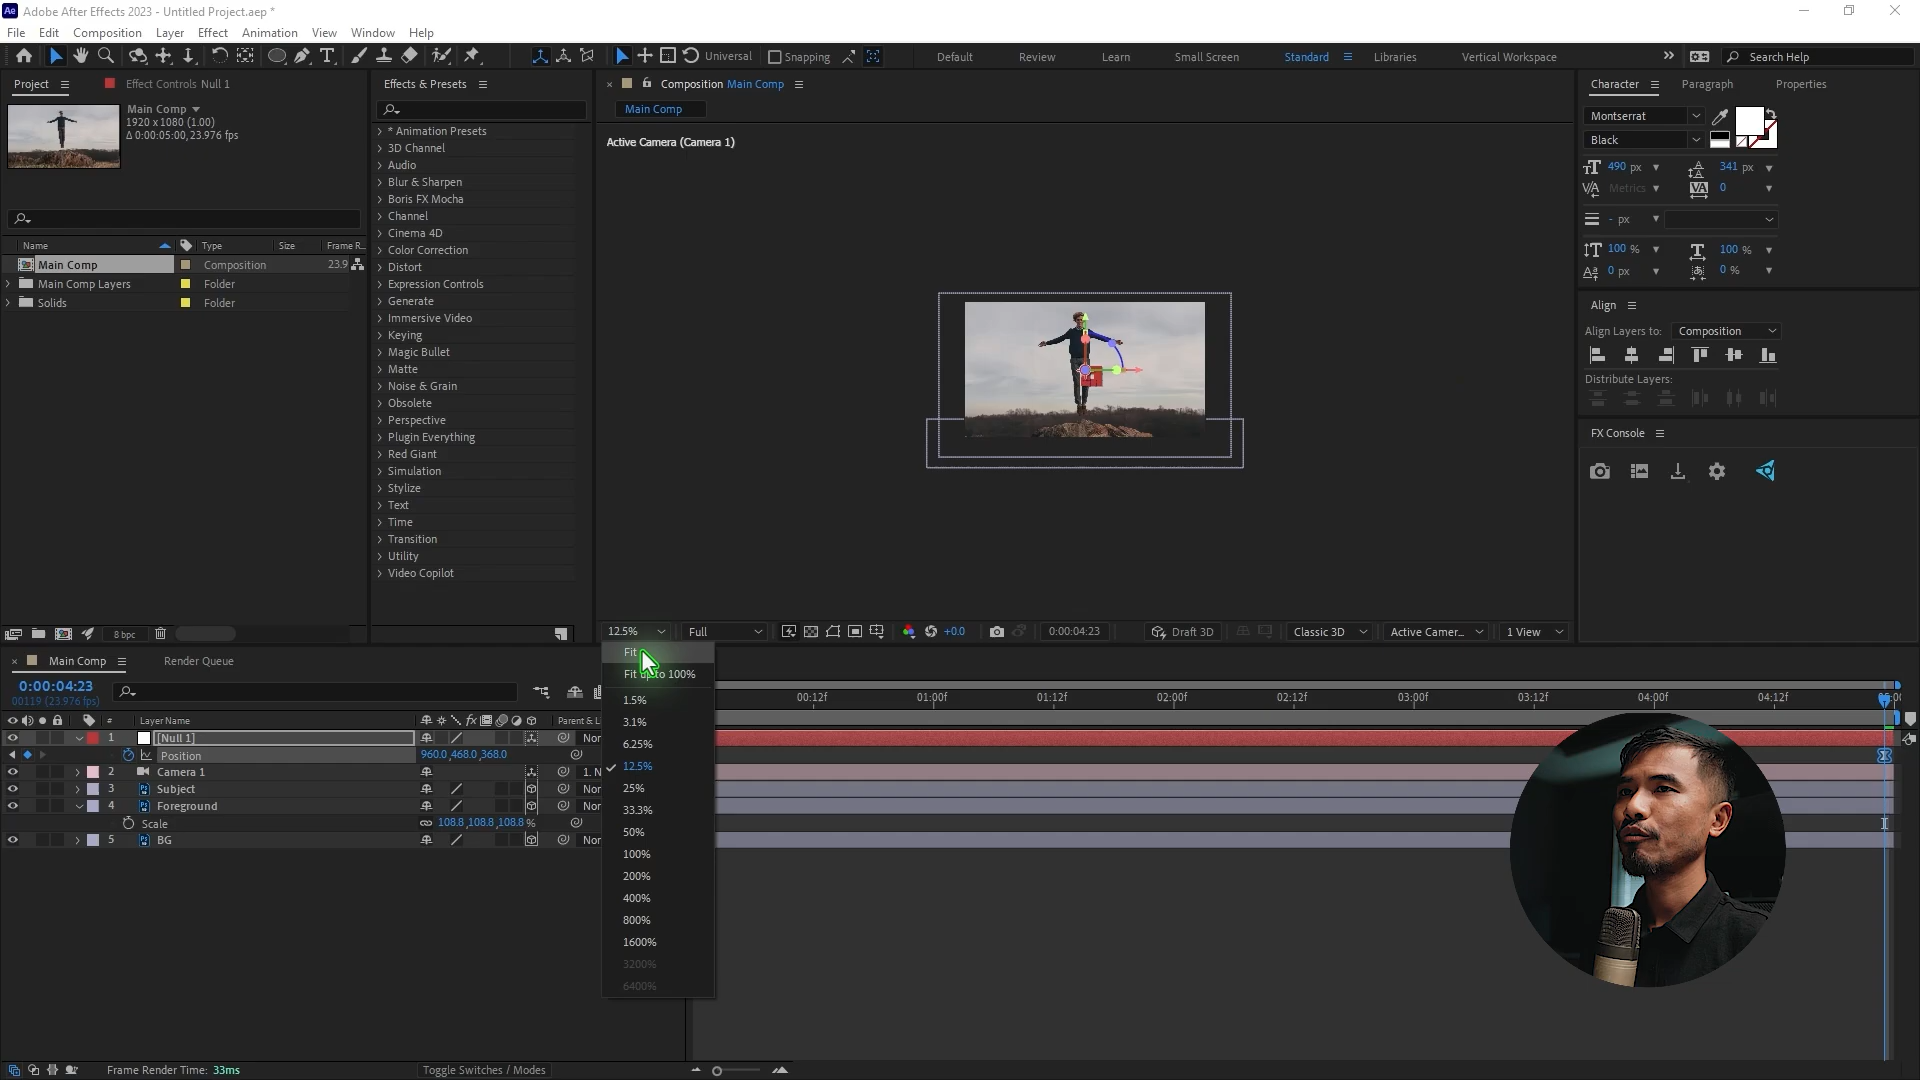 Ae Adobe After Effects 2023 - Untitled Project.aep *
File Edit Composition Layer Effect Animation View Window Help
Universal Snapping Default Review Learn Small Screen Standard Libraries Vertical Workspace Search Help
Project Effect Controls Null 1
Main Comp
1920 x 1080 (1.00)
Δ 0:00:05:00, 23.976 fps
Name Type Size Frame R...
Main Comp Composition 23.9
Main Comp Layers Folder
Solids Folder
8 bpc
Effects & Presets
* Animation Presets
3D Channel
Audio
Blur & Sharpen
Boris FX Mocha
Channel
Cinema 4D
Color Correction
Distort
Expression Controls
Generate
Immersive Video
Keying
Magic Bullet
Matte
Noise & Grain
Obsolete
Perspective
Plugin Everything
Red Giant
Simulation
Stylize
Text
Time
Transition
Utility
Video Copilot
Composition Main Comp
Main Comp
Active Camera (Camera 1)
12.5% Full +0.0 0:00:04:23 Draft 3D Classic 3D Active Camer... 1 View
Character Paragraph Properties
Montserrat
Black
490 px 341 px
Metrics 0
- px
100 % 100 %
0 px 0 %
Align
Align Layers to: Composition
Distribute Layers:
FX Console
Main Comp Render Queue
0:00:04:23
00119 (23.976 fps)
# Layer Name Parent & L
1 [Null 1] Nor
Position 960.0,468.0,368.0
2 Camera 1 1. N
3 Subject
4 Foreground
Scale 108.8,108.8,108.8 %
5 BG
Fit
Fit up to 100%
1.5%
3.1%
6.25%
12.5%
25%
33.3%
50%
100%
200%
400%
800%
1600%
3200%
6400%
00:12f 01:00f 01:12f 02:00f 02:12f 03:00f 03:12f 04:00f 04:12f
Frame Render Time: 33ms Toggle Switches / Modes